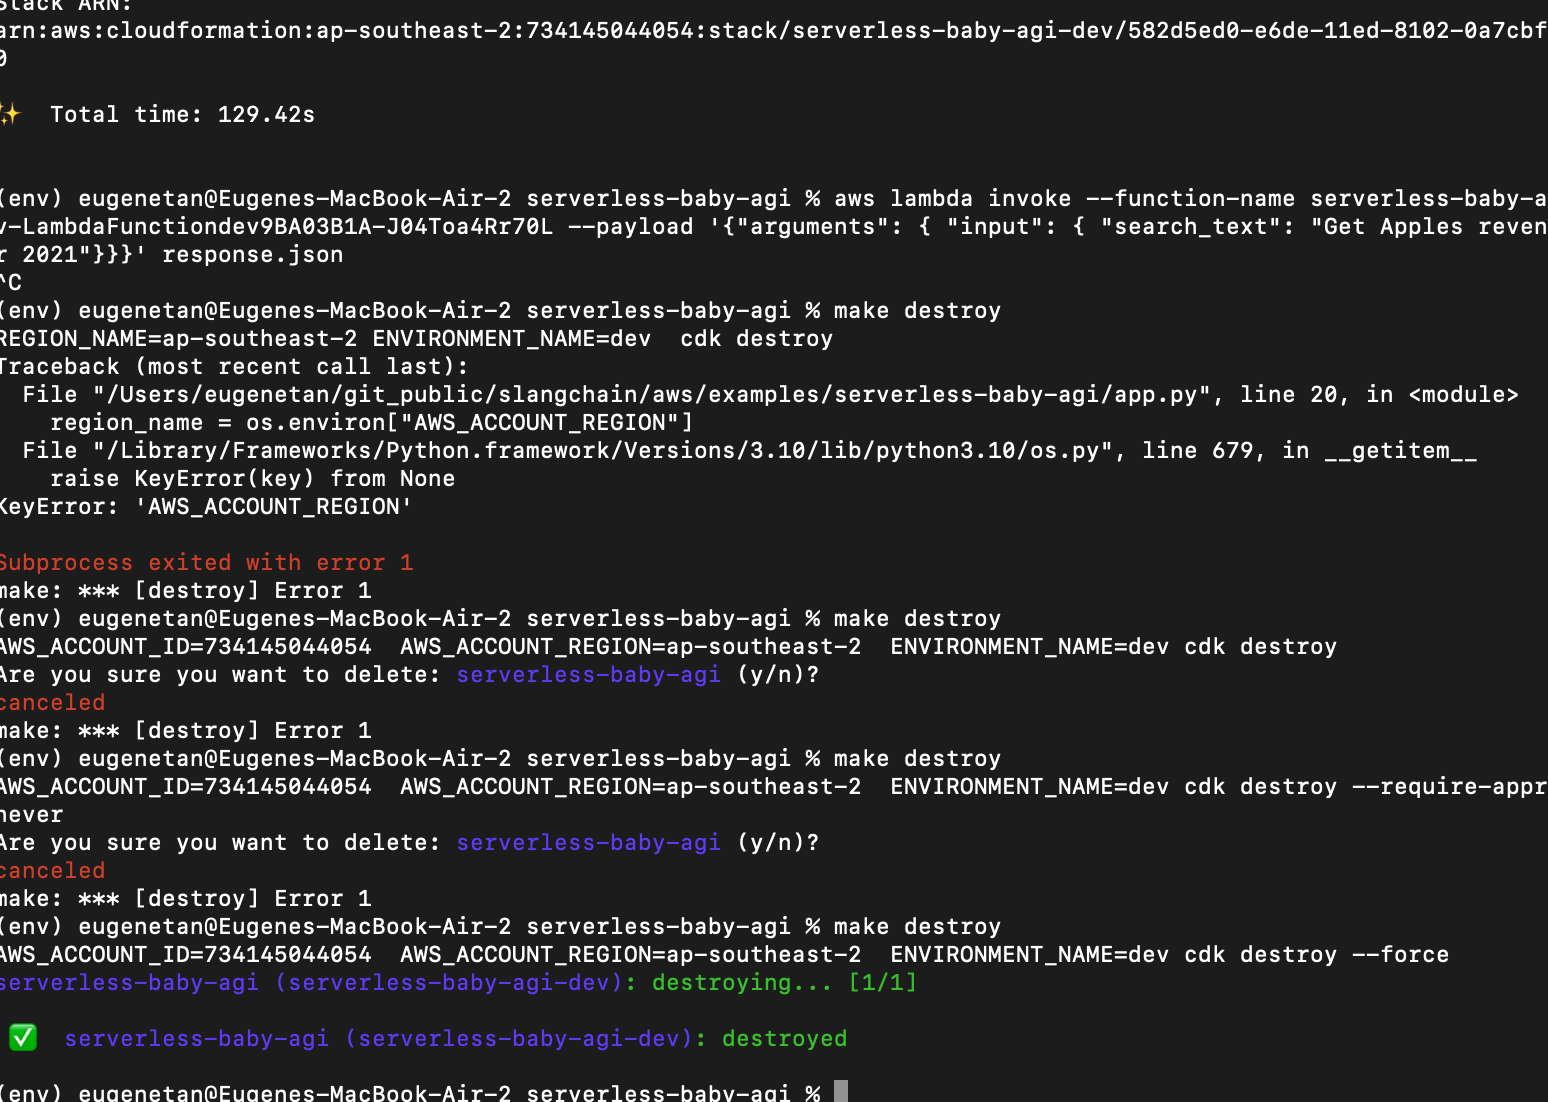 Stack ARN:
arn:aws:cloudformation:ap-southeast-2:734145044054:stack/serverless-baby-agi-dev/582d5ed0-e6de-11ed-8102-0a7cbf
0
✨  Total time: 129.42s
(env) eugenetan@Eugenes-MacBook-Air-2 serverless-baby-agi % aws lambda invoke --function-name serverless-baby-a
v-LambdaFunctiondev9BA03B1A-J04Toa4Rr70L --payload '{"arguments": { "input": { "search_text": "Get Apples reven
r 2021"}}}' response.json
^C
(env) eugenetan@Eugenes-MacBook-Air-2 serverless-baby-agi % make destroy
REGION_NAME=ap-southeast-2 ENVIRONMENT_NAME=dev  cdk destroy
Traceback (most recent call last):
  File "/Users/eugenetan/git_public/slangchain/aws/examples/serverless-baby-agi/app.py", line 20, in <module>
    region_name = os.environ["AWS_ACCOUNT_REGION"]
  File "/Library/Frameworks/Python.framework/Versions/3.10/lib/python3.10/os.py", line 679, in __getitem__
    raise KeyError(key) from None
KeyError: 'AWS_ACCOUNT_REGION'
Subprocess exited with error 1
make: *** [destroy] Error 1
(env) eugenetan@Eugenes-MacBook-Air-2 serverless-baby-agi % make destroy
AWS_ACCOUNT_ID=734145044054  AWS_ACCOUNT_REGION=ap-southeast-2  ENVIRONMENT_NAME=dev cdk destroy
Are you sure you want to delete: serverless-baby-agi (y/n)?
canceled
make: *** [destroy] Error 1
(env) eugenetan@Eugenes-MacBook-Air-2 serverless-baby-agi % make destroy
AWS_ACCOUNT_ID=734145044054  AWS_ACCOUNT_REGION=ap-southeast-2  ENVIRONMENT_NAME=dev cdk destroy --require-appr
never
Are you sure you want to delete: serverless-baby-agi (y/n)?
canceled
make: *** [destroy] Error 1
(env) eugenetan@Eugenes-MacBook-Air-2 serverless-baby-agi % make destroy
AWS_ACCOUNT_ID=734145044054  AWS_ACCOUNT_REGION=ap-southeast-2  ENVIRONMENT_NAME=dev cdk destroy --force
serverless-baby-agi (serverless-baby-agi-dev): destroying... [1/1]
✅  serverless-baby-agi (serverless-baby-agi-dev): destroyed
(env) eugenetan@Eugenes-MacBook-Air-2 serverless-baby-agi %